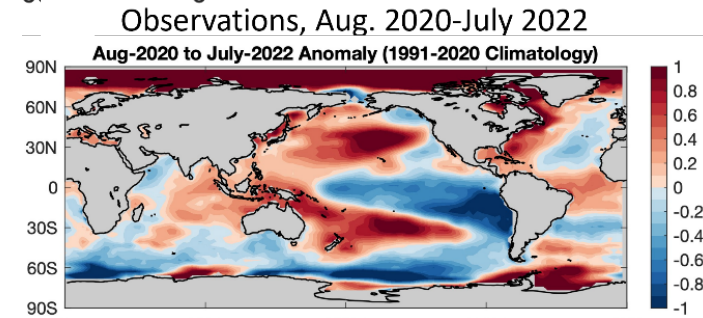 Observations, Aug. 2020-July 2022
Aug-2020 to July-2022 Anomaly (1991-2020 Climatology)
90N
60N
30N
0
30S
60S
90S
1
0.8
0.6
0.4
0.2
0
-0.2
-0.4
-0.6
-0.8
-1